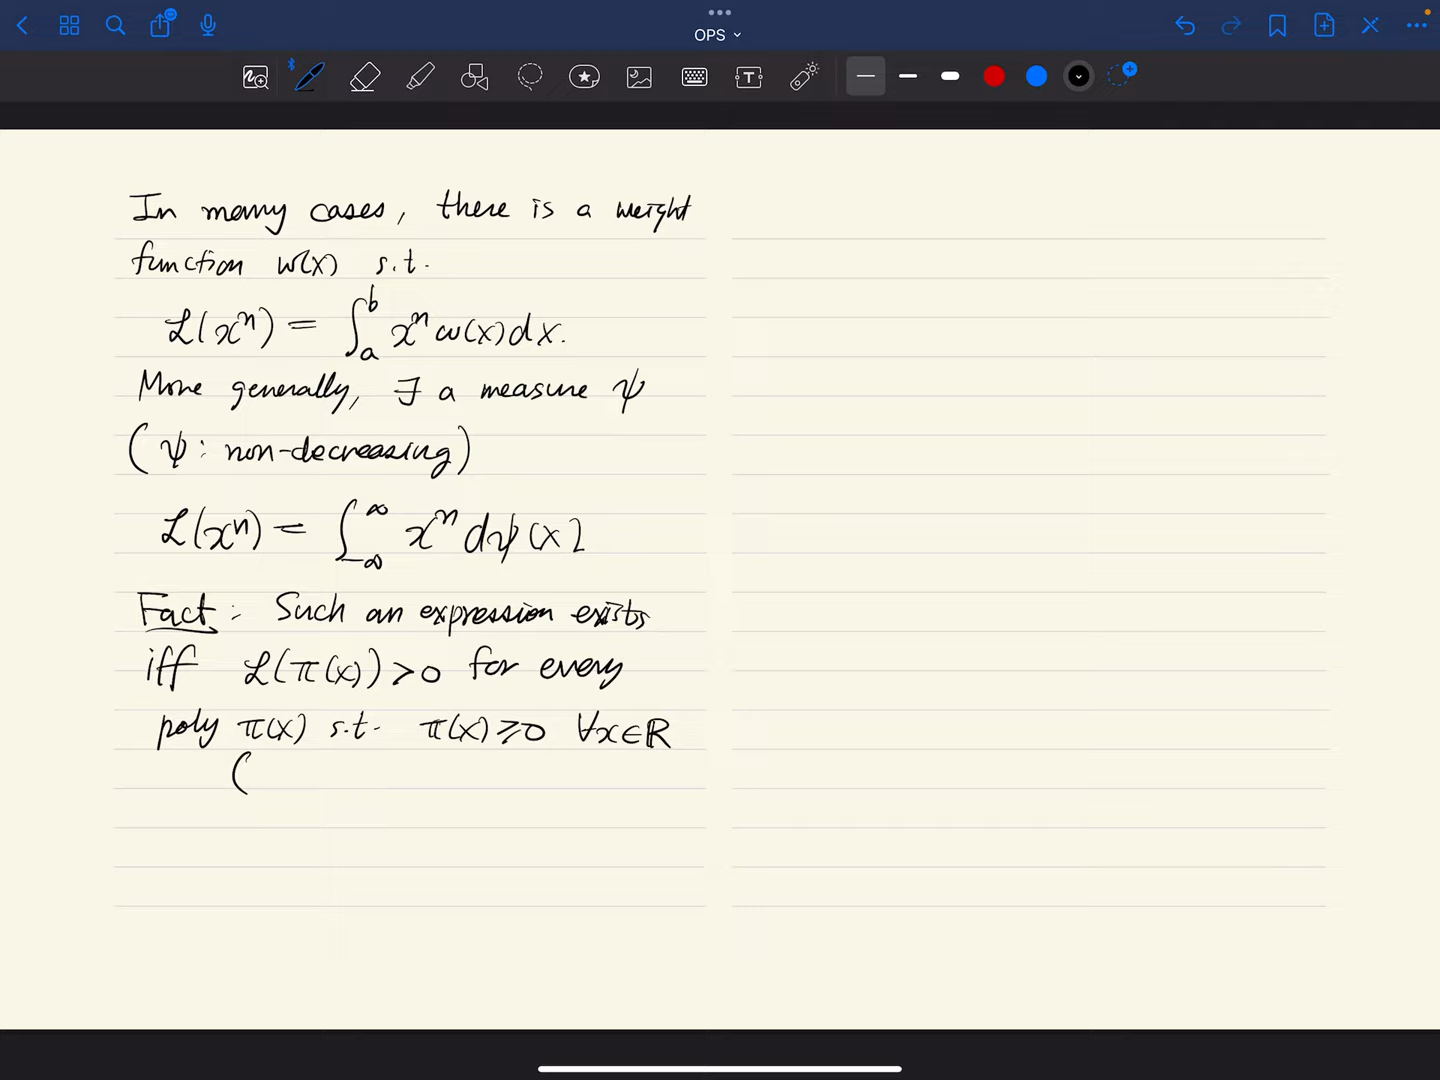 OPS
In many cases, there is a weight
function w(x) s.t.
L(xⁿ) = ∫ₐᵇ xⁿ w(x) dx.
More generally, ∃ a measure ψ
(ψ : non-decreasing)
L(xⁿ) = ∫_{-∞}^{∞} xⁿ dψ(x)
Fact : Such an expression exists
iff L(π(x)) > 0 for every
poly π(x) s.t. π(x) ≥ 0 ∀x∈ℝ
(